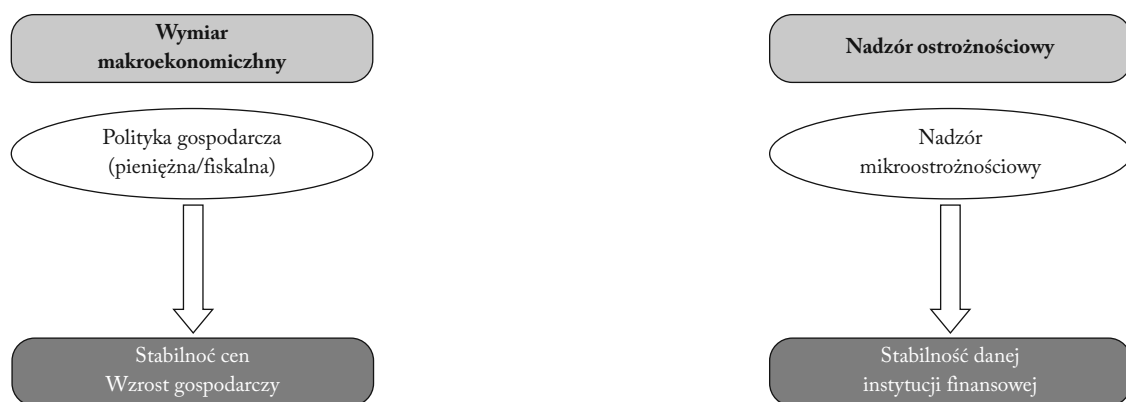 Wymiar
makroekonomiczhny
Polityka gospodarcza
(pieniężna/fiskalna)
Stabilnoć cen
Wzrost gospodarczy
Nadzór ostrożnościowy
Nadzór
mikroostrożnościowy
Stabilność danej
instytucji finansowej